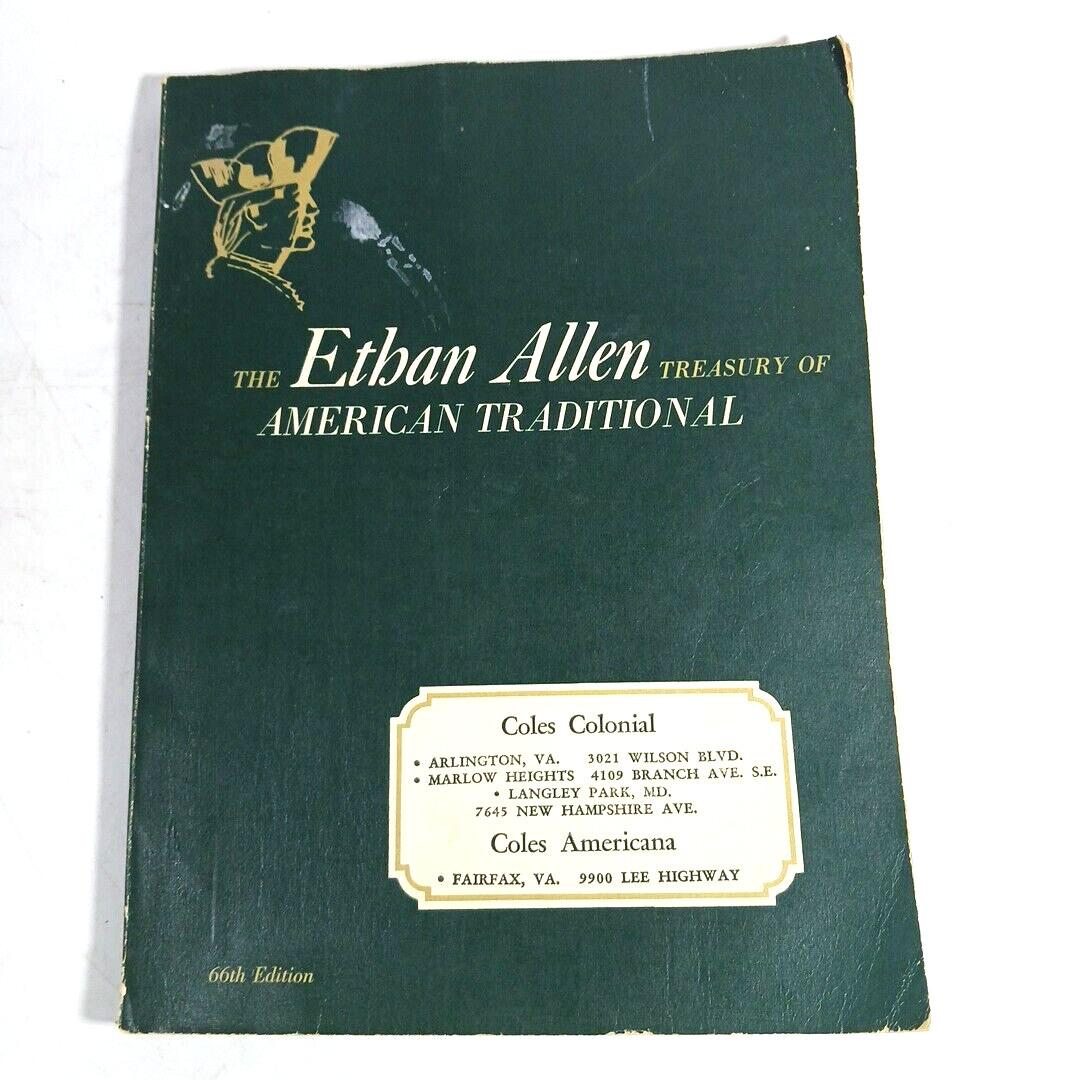 THE Ethan Allen TREASURY OF
AMERICAN TRADITIONAL
Coles Colonial
• ARLINGTON, VA. 3021 WILSON BLVD.
• MARLOW HEIGHTS 4109 BRANCH AVE. S.E.
• LANGLEY PARK, MD.
7645 NEW HAMPSHIRE AVE.
Coles Americana
• FAIRFAX, VA. 9900 LEE HIGHWAY
66th Edition